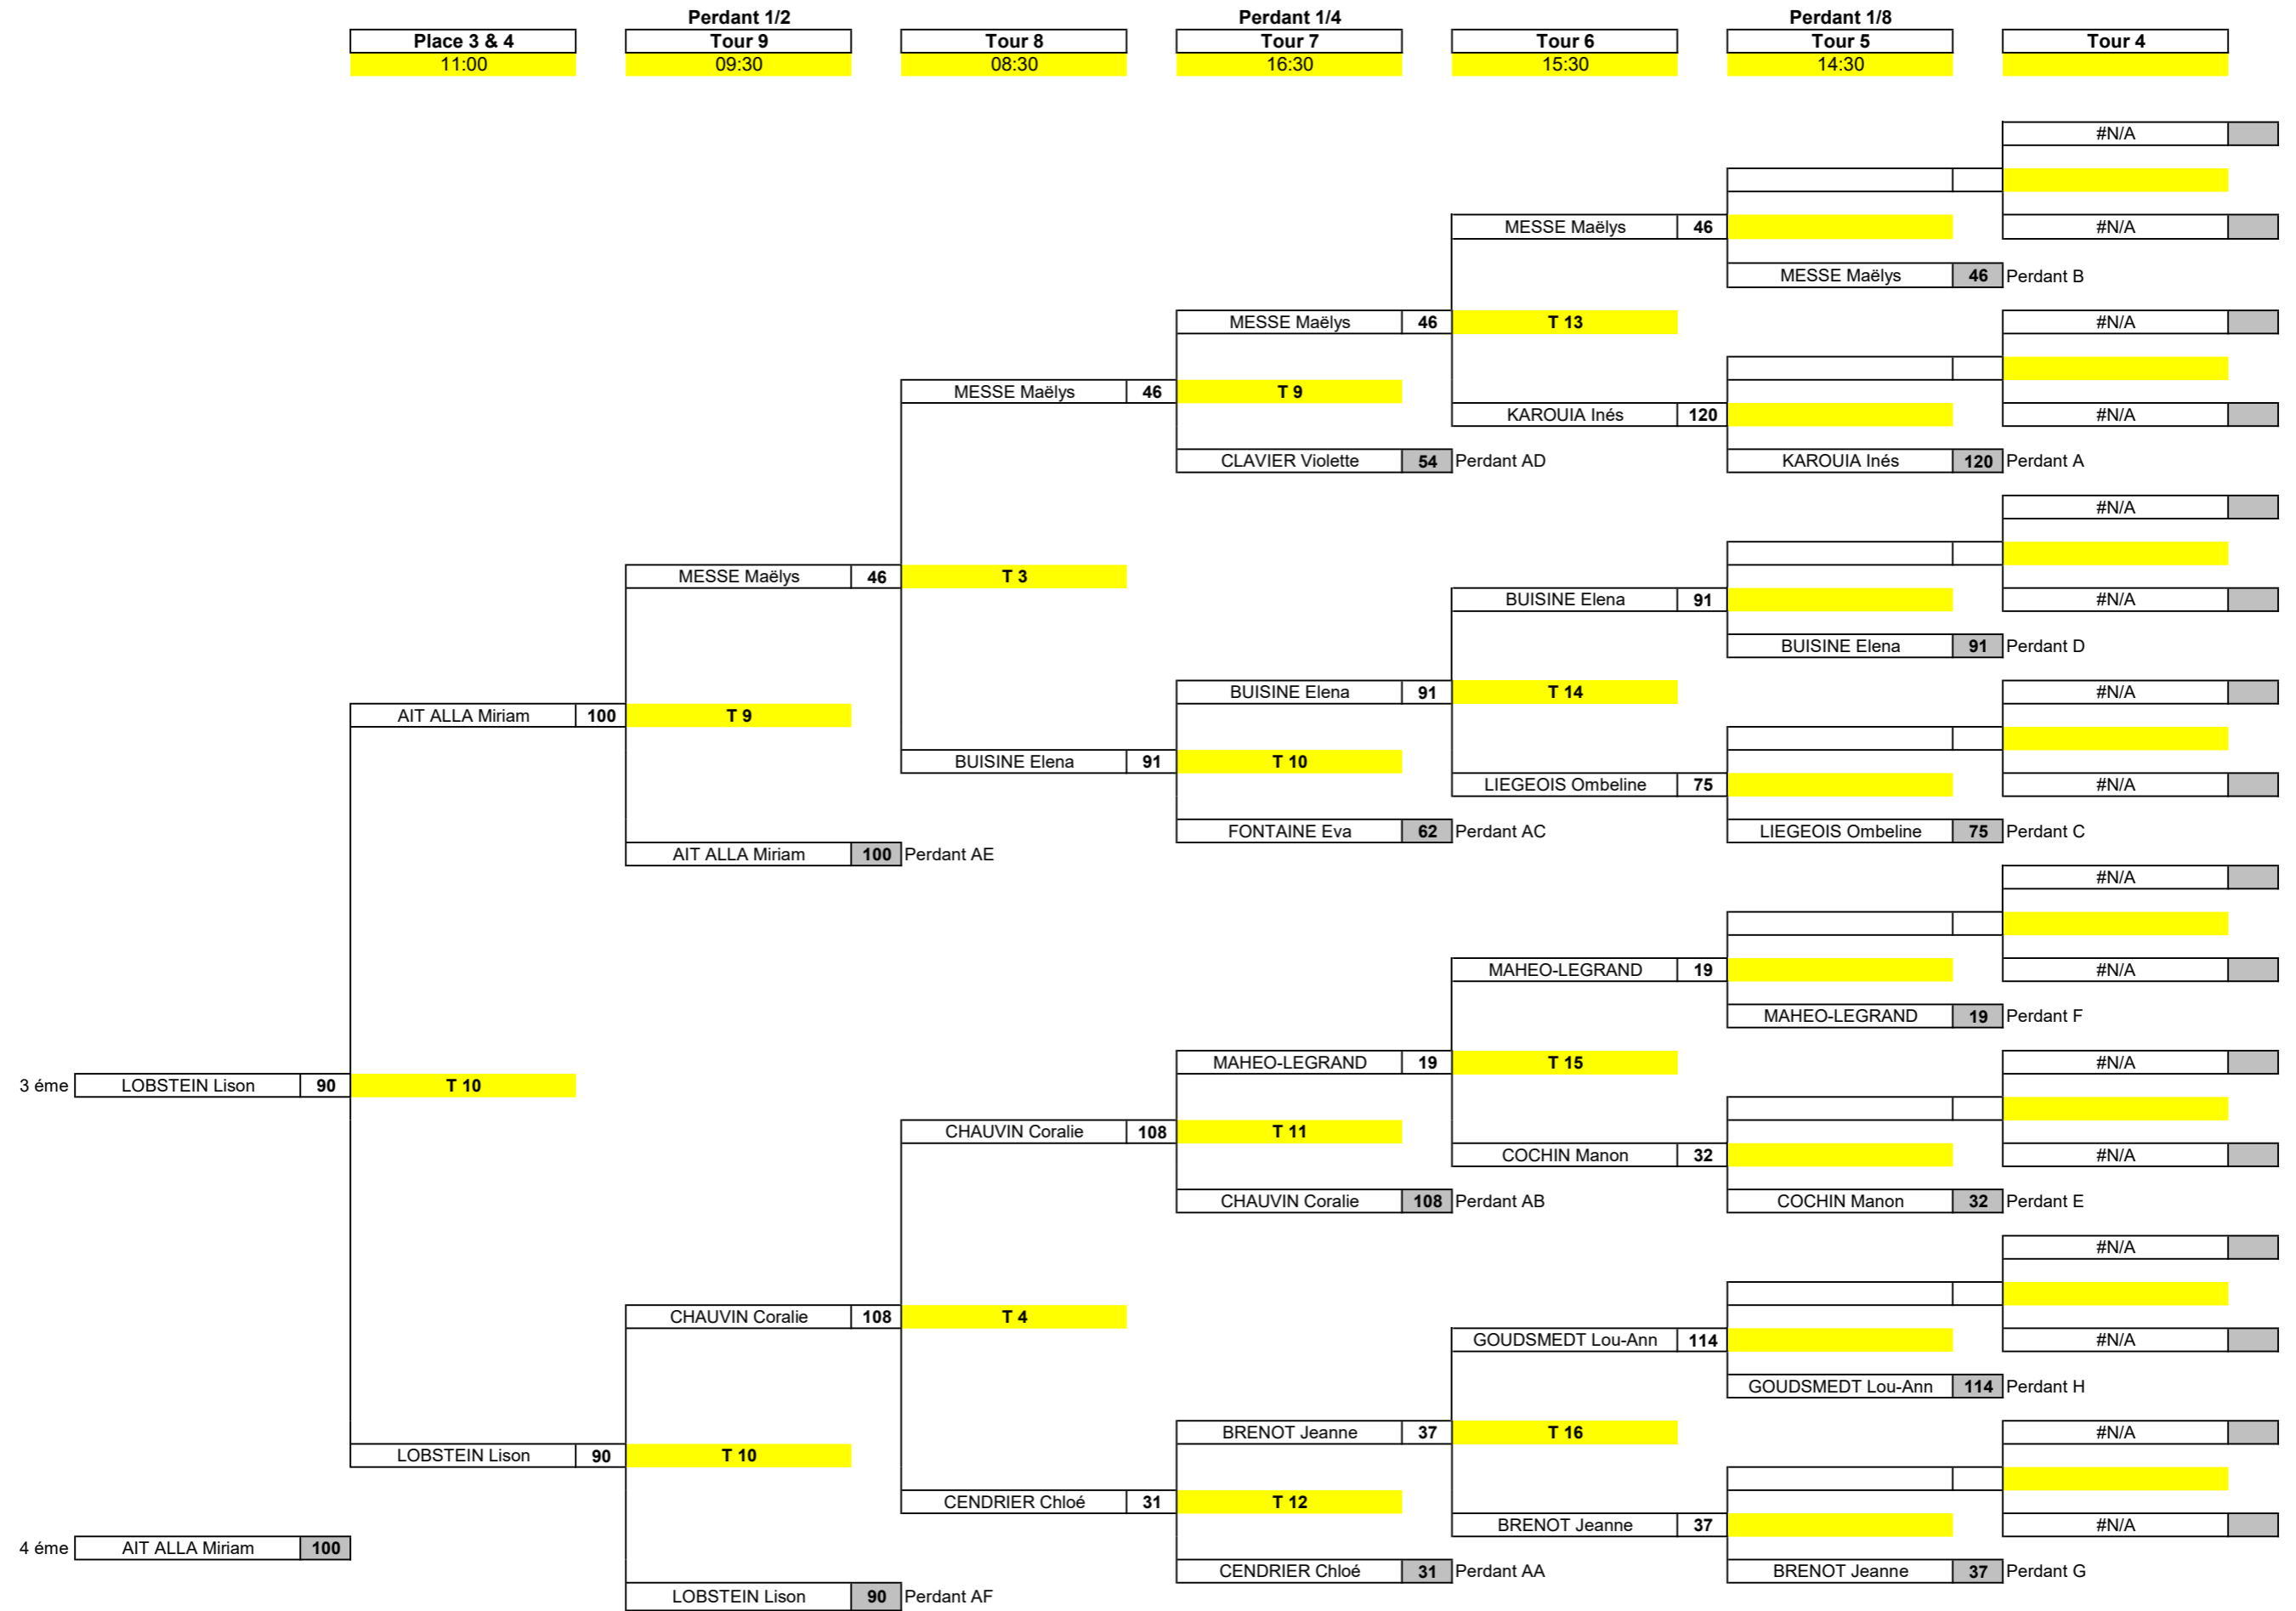 Perdant 1/2 Perdant 1/4 Perdant 1/8
Place 3 & 4 Tour 9 Tour 8 Tour 7 Tour 6 Tour 5 Tour 4
11:00 09:30 08:30 16:30 15:30 14:30
#N/A
MESSE Maëlys 46 #N/A
MESSE Maëlys 46 Perdant B
MESSE Maëlys 46 T 13 #N/A
MESSE Maëlys 46 T 9
KAROUIA Inés 120 #N/A
CLAVIER Violette 54 Perdant AD KAROUIA Inés 120 Perdant A
#N/A
MESSE Maëlys 46 T 3
BUISINE Elena 91 #N/A
BUISINE Elena 91 Perdant D
BUISINE Elena 91 T 14 #N/A
AIT ALLA Miriam 100 T 9
BUISINE Elena 91 T 10
LIEGEOIS Ombeline 75 #N/A
FONTAINE Eva 62 Perdant AC LIEGEOIS Ombeline 75 Perdant C
AIT ALLA Miriam 100 Perdant AE
#N/A
MAHEO-LEGRAND 19 #N/A
MAHEO-LEGRAND 19 Perdant F
MAHEO-LEGRAND 19 T 15 #N/A
3 éme LOBSTEIN Lison 90 T 10
CHAUVIN Coralie 108 T 11
COCHIN Manon 32 #N/A
CHAUVIN Coralie 108 Perdant AB COCHIN Manon 32 Perdant E
#N/A
CHAUVIN Coralie 108 T 4
GOUDSMEDT Lou-Ann 114 #N/A
GOUDSMEDT Lou-Ann 114 Perdant H
BRENOT Jeanne 37 T 16 #N/A
LOBSTEIN Lison 90 T 10
CENDRIER Chloé 31 T 12
BRENOT Jeanne 37 #N/A
4 éme AIT ALLA Miriam 100
CENDRIER Chloé 31 Perdant AA BRENOT Jeanne 37 Perdant G
LOBSTEIN Lison 90 Perdant AF